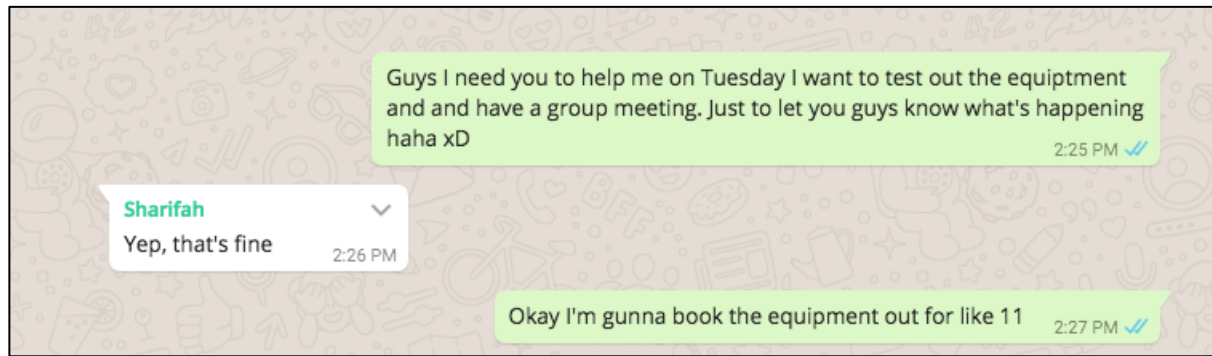 Guys I need you to help me on Tuesday I want to test out the equiptment
and and have a group meeting. Just to let you guys know what's happening
haha xD
2:25 PM
Sharifah
Yep, that's fine
2:26 PM
Okay I'm gunna book the equipment out for like 11
2:27 PM